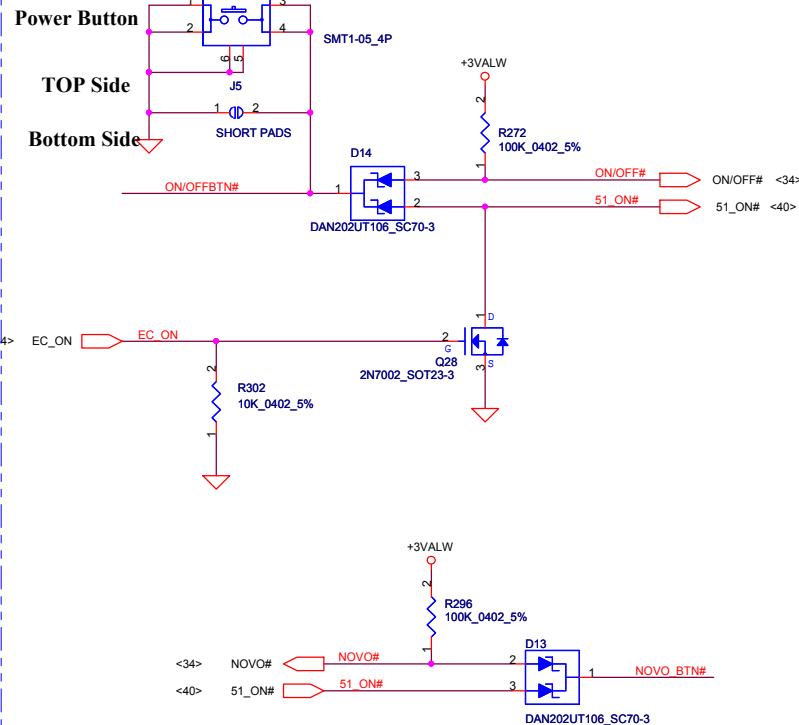 Power Button
1
3
2
4
SMT1-05_4P
6
5
TOP Side
J5
1
2
SHORT PADS
Bottom Side
+3VALW
2
R272
100K_0402_5%
1
D14
ON/OFFBTN#
1
3
2
DAN202UT106_SC70-3
ON/OFF#
ON/OFF# <34>
51_ON#
51_ON# <40>
1
D
4> EC_ON
EC_ON
2
G
Q28
2N7002_SOT23-3
3
S
2
R302
10K_0402_5%
1
+3VALW
2
R296
100K_0402_5%
1
D13
<34> NOVO#
NOVO#
2
1
NOVO_BTN#
<40> 51_ON#
51_ON#
3
DAN202UT106_SC70-3